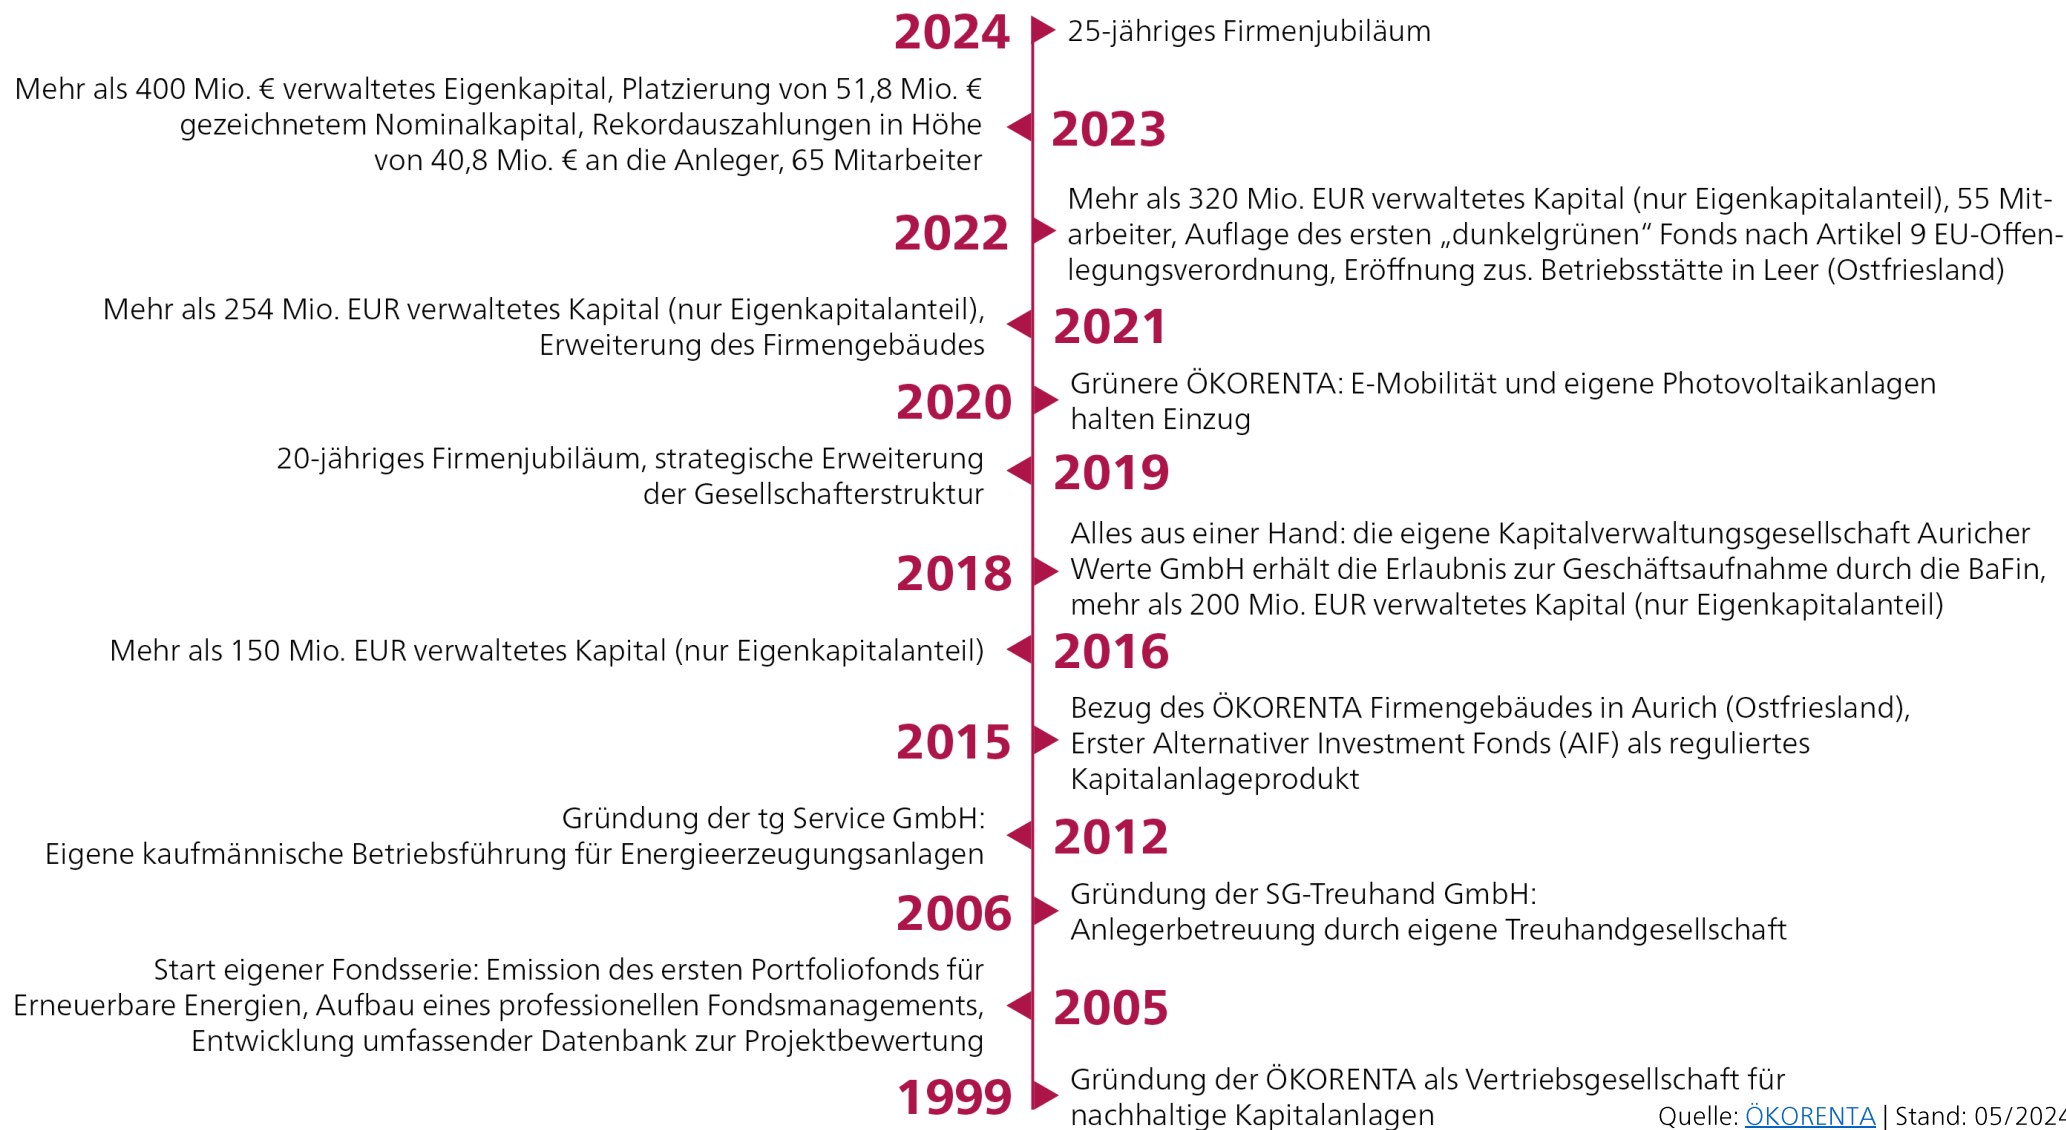 2024
25-jähriges Firmenjubiläum
Mehr als 400 Mio. € verwaltetes Eigenkapital, Platzierung von 51,8 Mio. €
gezeichnetem Nominalkapital, Rekordauszahlungen in Höhe
von 40,8 Mio. € an die Anleger, 65 Mitarbeiter
2023
2022
Mehr als 320 Mio. EUR verwaltetes Kapital (nur Eigenkapitalanteil), 55 Mit-
arbeiter, Auflage des ersten „dunkelgrünen“ Fonds nach Artikel 9 EU-Offen-
legungsverordnung, Eröffnung zus. Betriebsstätte in Leer (Ostfriesland)
Mehr als 254 Mio. EUR verwaltetes Kapital (nur Eigenkapitalanteil),
Erweiterung des Firmengebäudes
2021
2020
Grünere ÖKORENTA: E-Mobilität und eigene Photovoltaikanlagen
halten Einzug
20-jähriges Firmenjubiläum, strategische Erweiterung
der Gesellschafterstruktur
2019
2018
Alles aus einer Hand: die eigene Kapitalverwaltungsgesellschaft Auricher
Werte GmbH erhält die Erlaubnis zur Geschäftsaufnahme durch die BaFin,
mehr als 200 Mio. EUR verwaltetes Kapital (nur Eigenkapitalanteil)
Mehr als 150 Mio. EUR verwaltetes Kapital (nur Eigenkapitalanteil)
2016
2015
Bezug des ÖKORENTA Firmengebäudes in Aurich (Ostfriesland),
Erster Alternativer Investment Fonds (AIF) als reguliertes
Kapitalanlageprodukt
Gründung der tg Service GmbH:
Eigene kaufmännische Betriebsführung für Energieerzeugungsanlagen
2012
2006
Gründung der SG-Treuhand GmbH:
Anlegerbetreuung durch eigene Treuhandgesellschaft
Start eigener Fondsserie: Emission des ersten Portfoliofonds für
Erneuerbare Energien, Aufbau eines professionellen Fondsmanagements,
Entwicklung umfassender Datenbank zur Projektbewertung
2005
1999
Gründung der ÖKORENTA als Vertriebsgesellschaft für
nachhaltige Kapitalanlagen
Quelle: ÖKORENTA | Stand: 05/2024